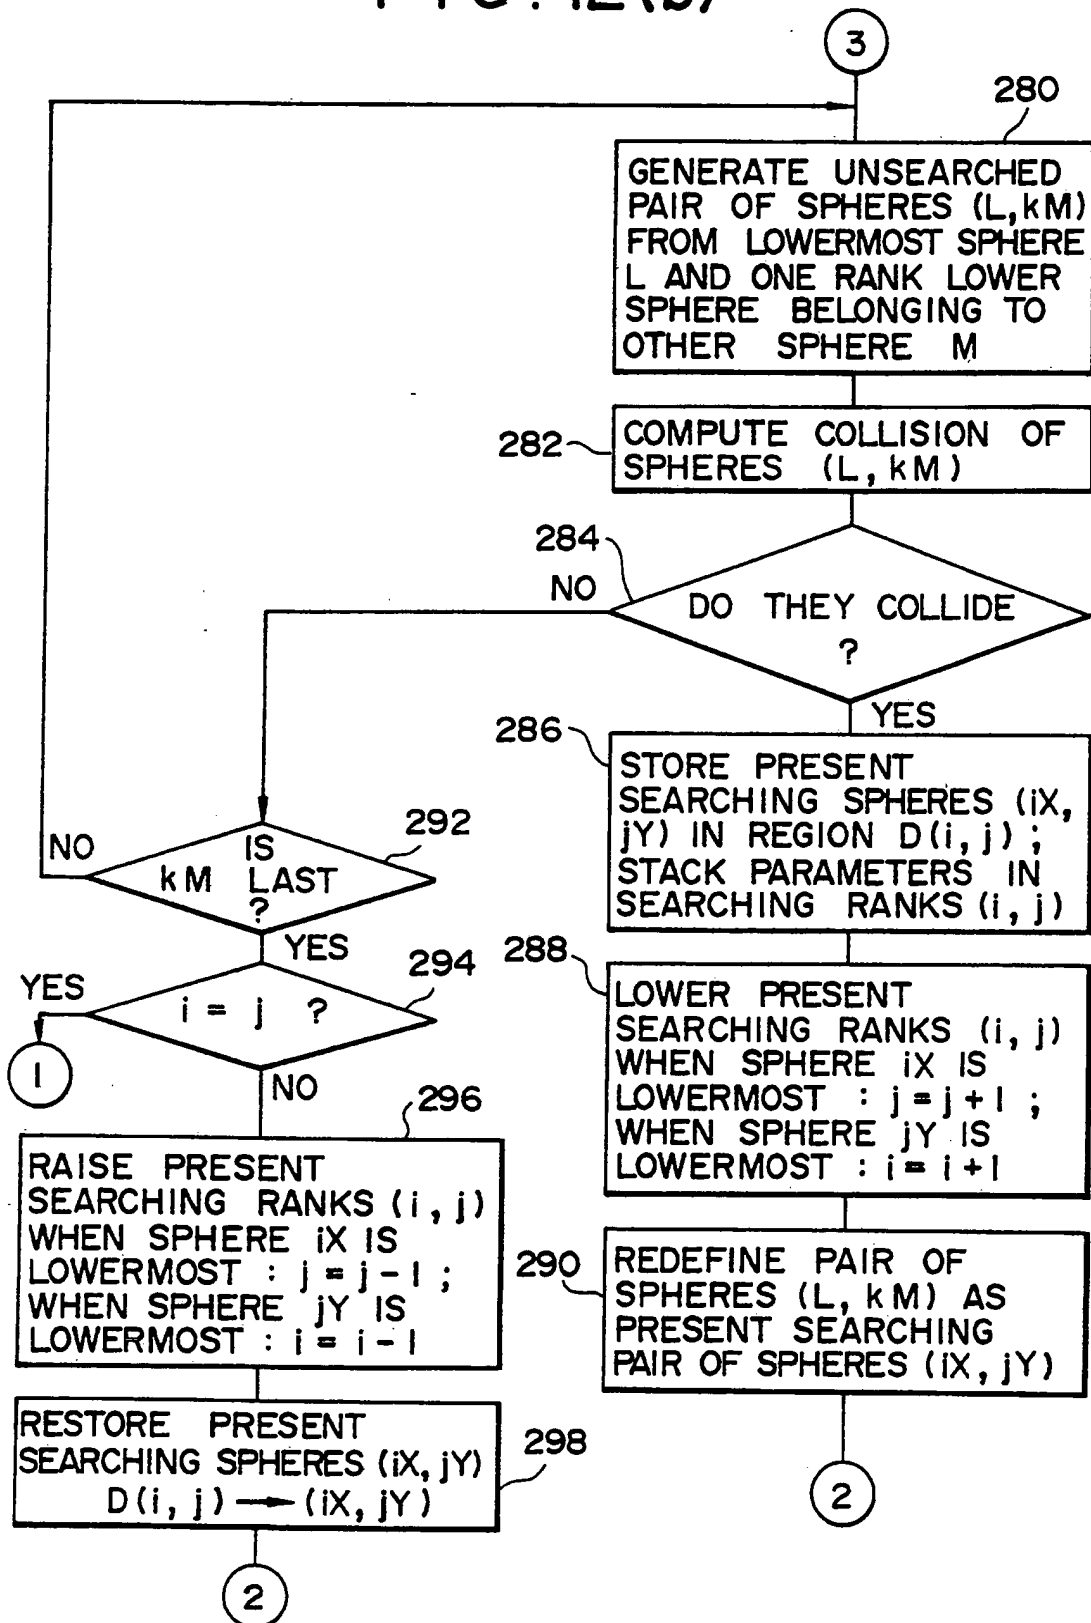 FIG. 12(b)
3
280
GENERATE UNSEARCHED
PAIR OF SPHERES (L,kM)
FROM LOWERMOST SPHERE
L AND ONE RANK LOWER
SPHERE BELONGING TO
OTHER SPHERE M
282
COMPUTE COLLISION OF
SPHERES (L, kM)
284
NO
DO THEY COLLIDE
?
YES
286
STORE PRESENT
SEARCHING SPHERES (iX,
jY) IN REGION D(i, j) ;
STACK PARAMETERS IN
SEARCHING RANKS (i, j)
288
LOWER PRESENT
SEARCHING RANKS (i, j)
WHEN SPHERE iX IS
LOWERMOST : j = j+1 ;
WHEN SPHERE jY IS
LOWERMOST : i = i+1
290
REDEFINE PAIR OF
SPHERES (L, kM) AS
PRESENT SEARCHING
PAIR OF SPHERES (iX, jY)
2
292
NO
IS
kM LAST
?
YES
294
YES
i = j ?
1
NO
296
RAISE PRESENT
SEARCHING RANKS (i, j)
WHEN SPHERE iX IS
LOWERMOST : j = j-1 ;
WHEN SPHERE jY IS
LOWERMOST : i = i-1
RESTORE PRESENT
SEARCHING SPHERES (iX, jY)
D(i, j) → (iX, jY)
298
2